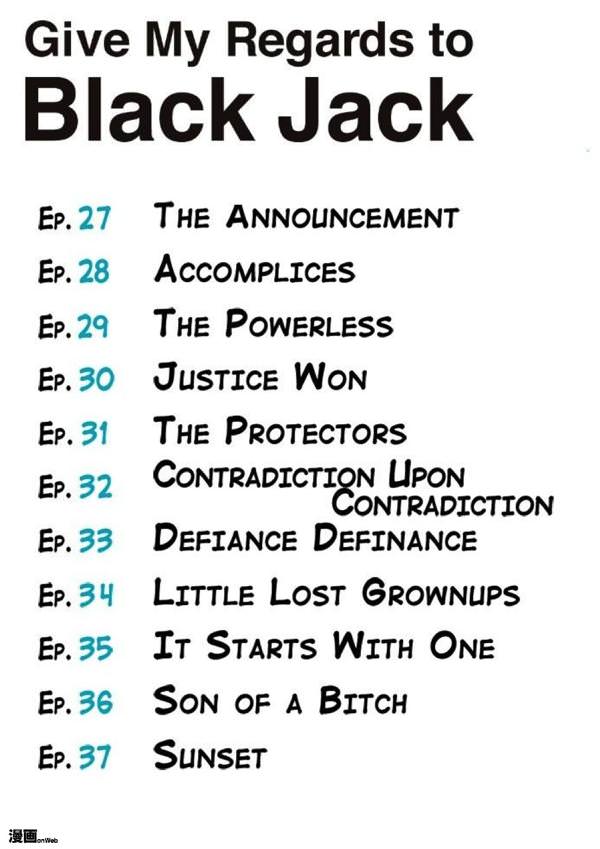 Give My Regards to
Black Jack
Ep. 27 The Announcement
Ep. 28 Accomplices
Ep. 29 The Powerless
Ep. 30 Justice Won
Ep. 31 The Protectors
Ep. 32 Contradiction Upon
Contradiction
Ep. 33 Defiance Definance
Ep. 34 Little Lost Grownups
Ep. 35 It Starts With One
Ep. 36 Son of a Bitch
Ep. 37 Sunset
漫画onWeb